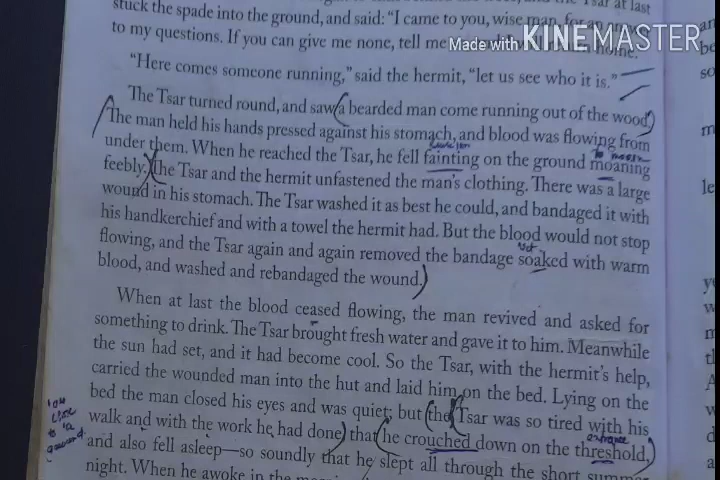 Tsar at last
stuck the spade into the ground, and said: "I came to you, wise man, for an
to my questions. If you can give me none, tell me
Made with KINEMASTER
"Here comes someone running," said the hermit, "let us see who it is."
The Tsar turned round, and saw a bearded man come running out of the wood.
The man held his hands pressed against his stomach, and blood was flowing from
under them. When he reached the Tsar, he fell fainting on the ground moaning
feebly. The Tsar and the hermit unfastened the man's clothing. There was a large
wound in his stomach. The Tsar washed it as best he could, and bandaged it with
his handkerchief and with a towel the hermit had. But the blood would not stop
wet
flowing, and the Tsar again and again removed the bandage soaked with warm
blood, and washed and rebandaged the wound.
When at last the blood ceased flowing, the man revived and asked for
something to drink. The Tsar brought fresh water and gave it to him. Meanwhile
the sun had set, and it had become cool. So the Tsar, with the hermit's help,
carried the wounded man into the hut and laid him on the bed. Lying on the
bed the man closed his eyes and was quiet; but the Tsar was so tired with his
walk and with the work he had done that he crouched down on the threshold,
and also fell asleep—so soundly that he slept all through the short summer
night. When he awoke in the